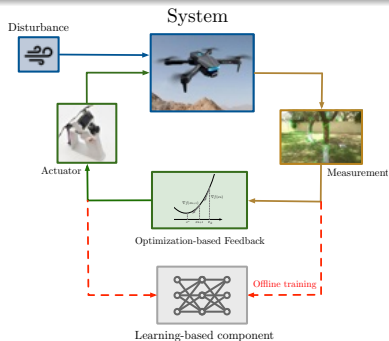 System
Disturbance
Actuator
Measurement
Optimization-based Feedback
Offline training
Learning-based component